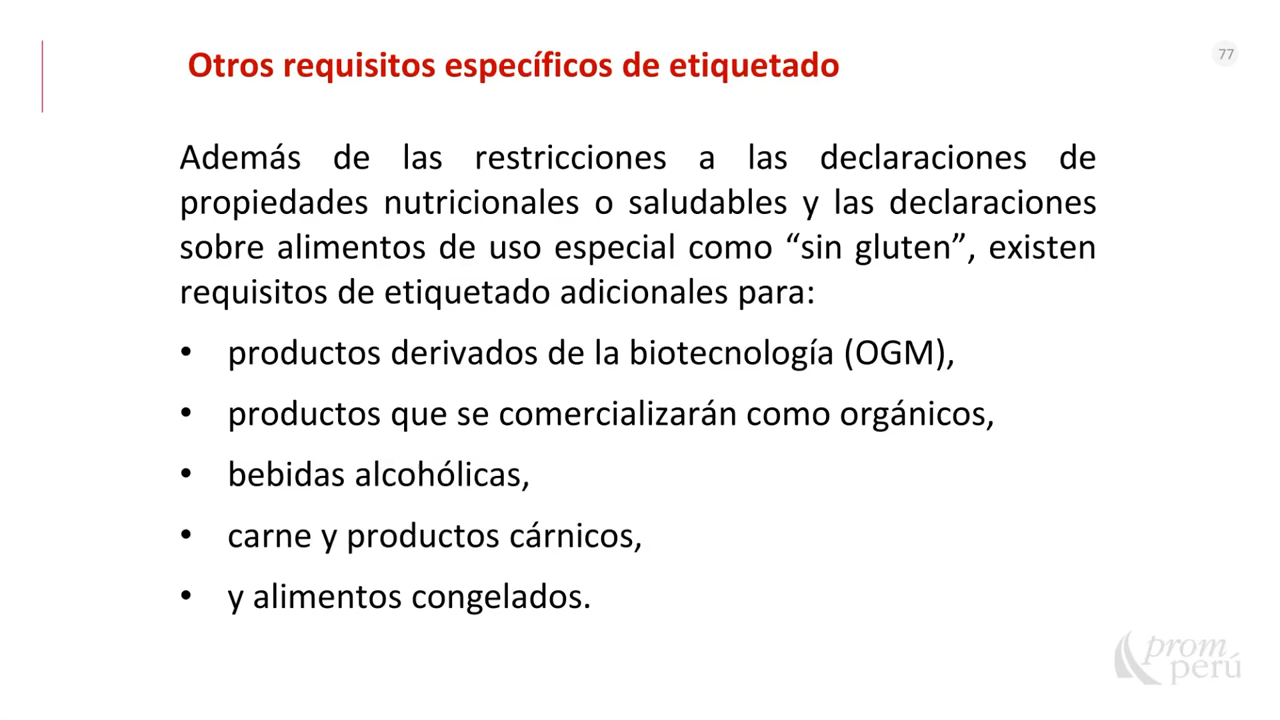 Otros requisitos específicos de etiquetado
77
Además de las restricciones a las declaraciones de
propiedades nutricionales o saludables y las declaraciones
sobre alimentos de uso especial como “sin gluten”, existen
requisitos de etiquetado adicionales para:
• productos derivados de la biotecnología (OGM),
• productos que se comercializarán como orgánicos,
• bebidas alcohólicas,
• carne y productos cárnicos,
• y alimentos congelados.
prom
perú